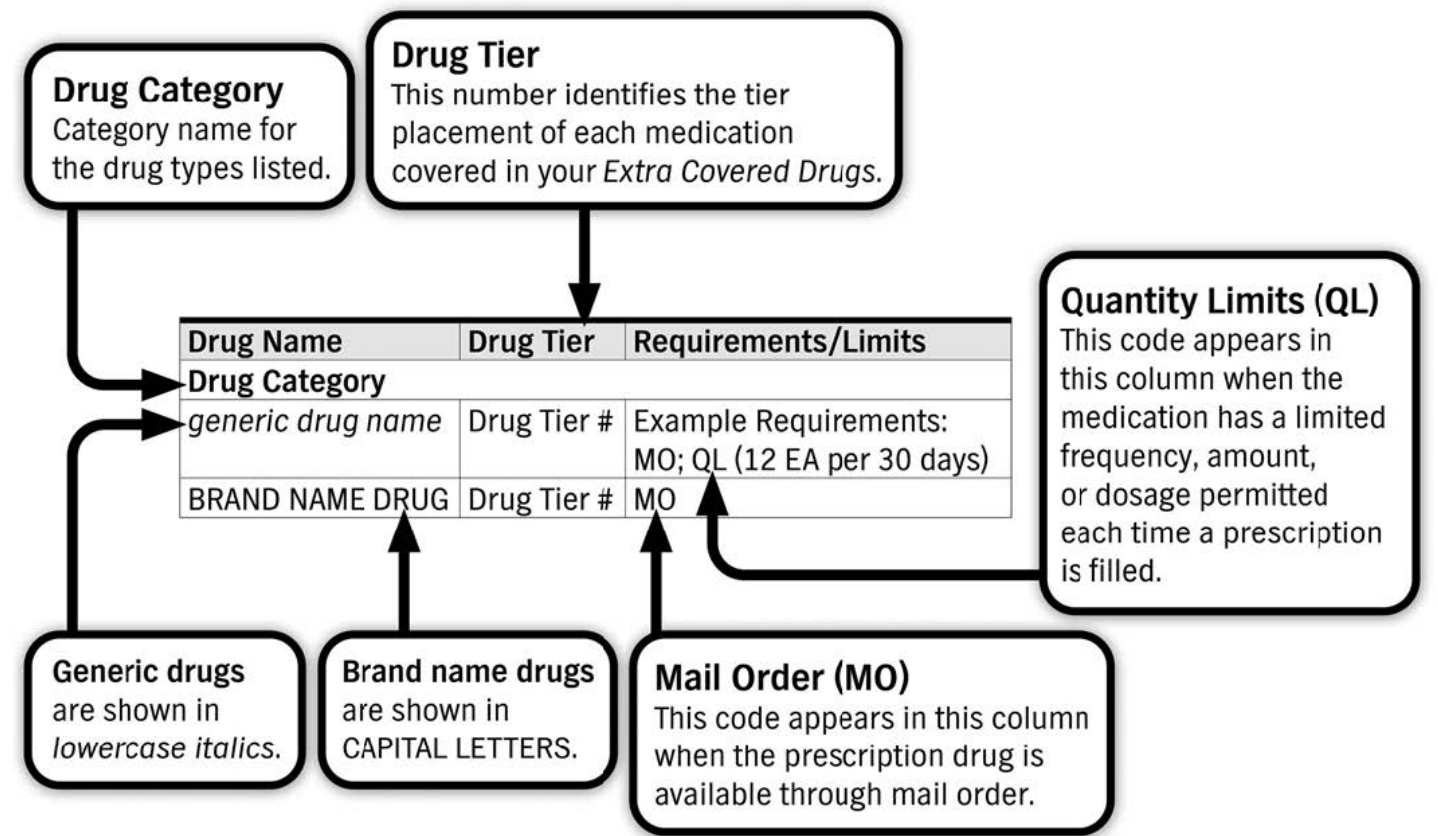 Drug Category
Category name for
the drug types listed.
Drug Tier
This number identifies the tier
placement of each medication
covered in your Extra Covered Drugs.
Drug Name Drug Tier Requirements/Limits
Drug Category
generic drug name Drug Tier # Example Requirements:
MO; QL (12 EA per 30 days)
BRAND NAME DRUG Drug Tier # MO
Quantity Limits (QL)
This code appears in
this column when the
medication has a limited
frequency, amount,
or dosage permitted
each time a prescription
is filled.
Generic drugs
are shown in
lowercase italics.
Brand name drugs
are shown in
CAPITAL LETTERS.
Mail Order (MO)
This code appears in this column
when the prescription drug is
available through mail order.